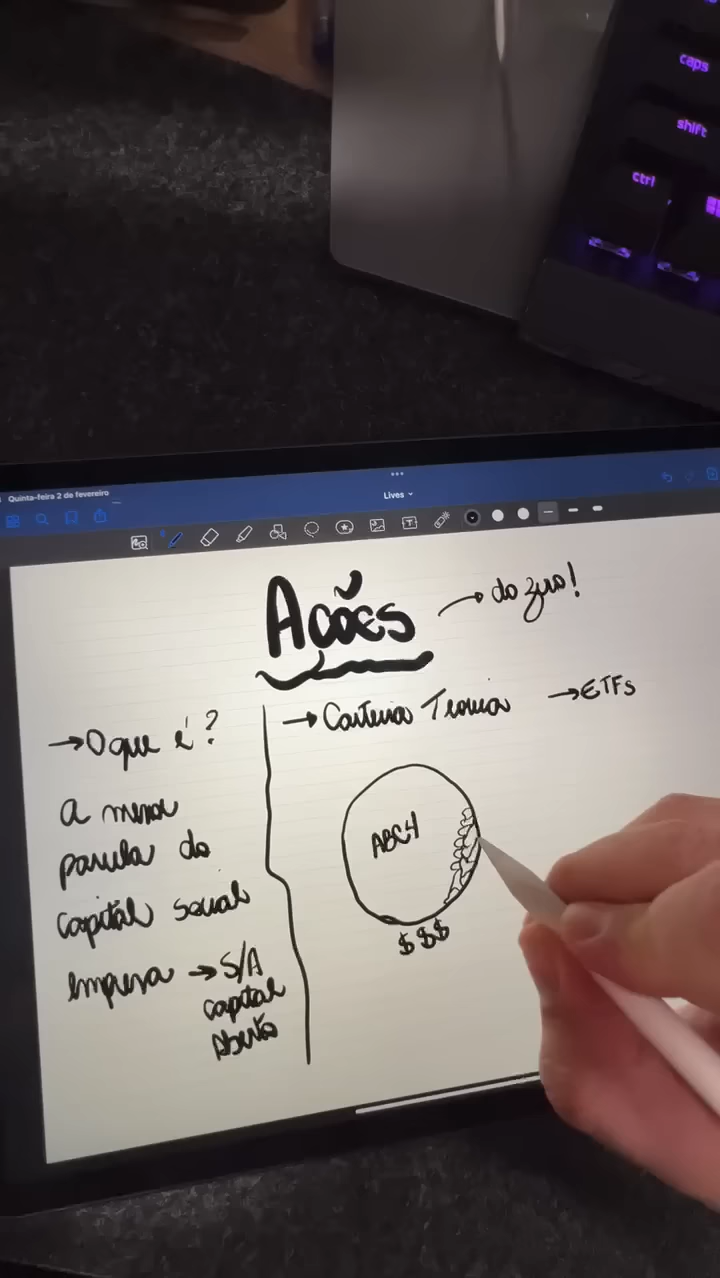 caps
shift
ctrl
Quinta-feira 2 de fevereiro
Lives
Ações
→ do zero!
→ O que é?
a menor
parcela do
capital social
empresa → S/A
capital
Aberto
→ Carteira Teórica → ETFs
ABC4
$$$